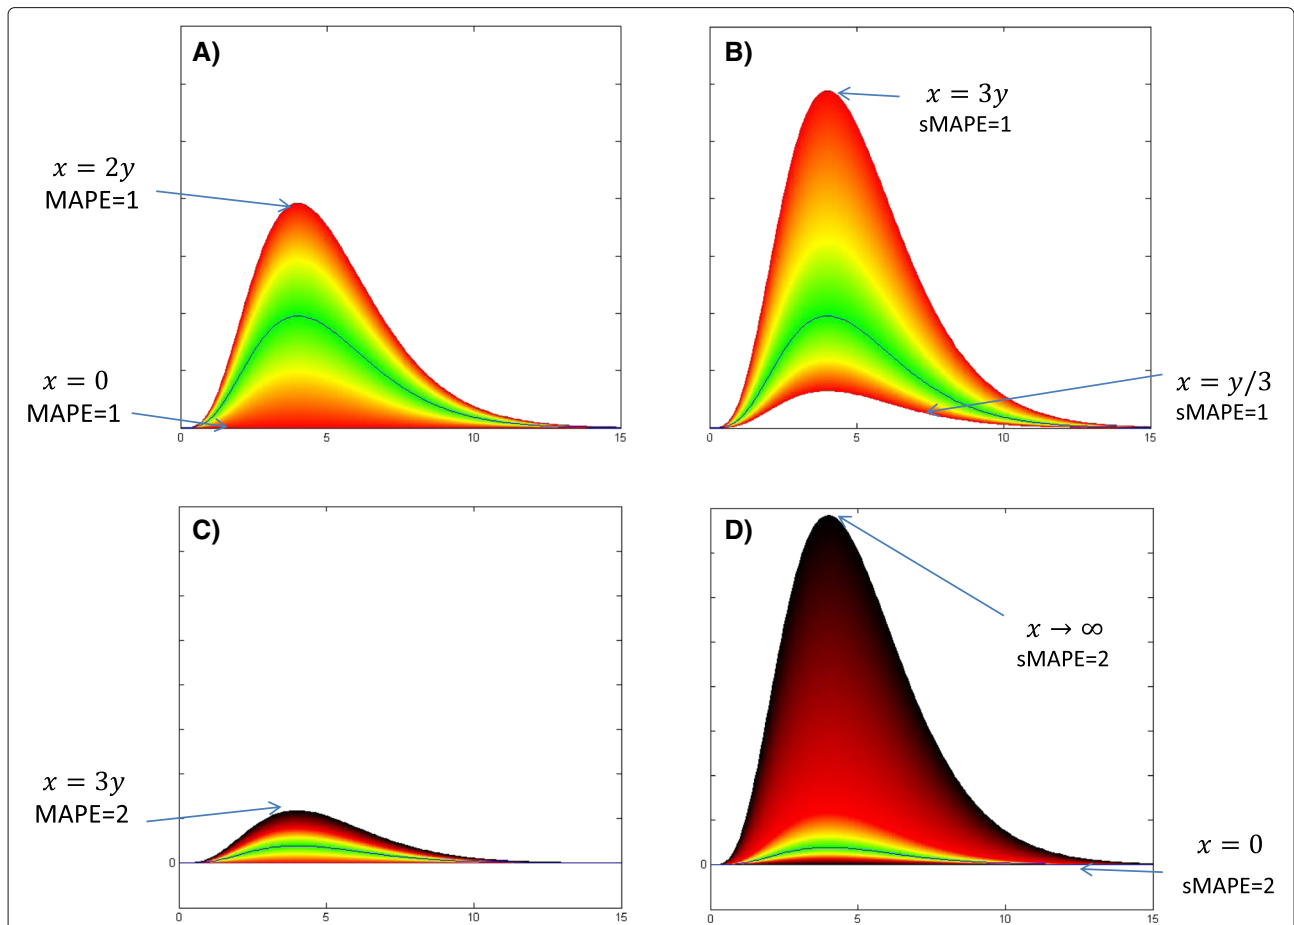 A)
x = 2y
MAPE=1
x = 0
MAPE=1
0 5 10 15
B)
x = 3y
sMAPE=1
x = y/3
sMAPE=1
0 5 10 15
C)
x = 3y
MAPE=2
0
0 5 10 15
D)
x → ∞
sMAPE=2
x = 0
sMAPE=2
0
0 5 10 15